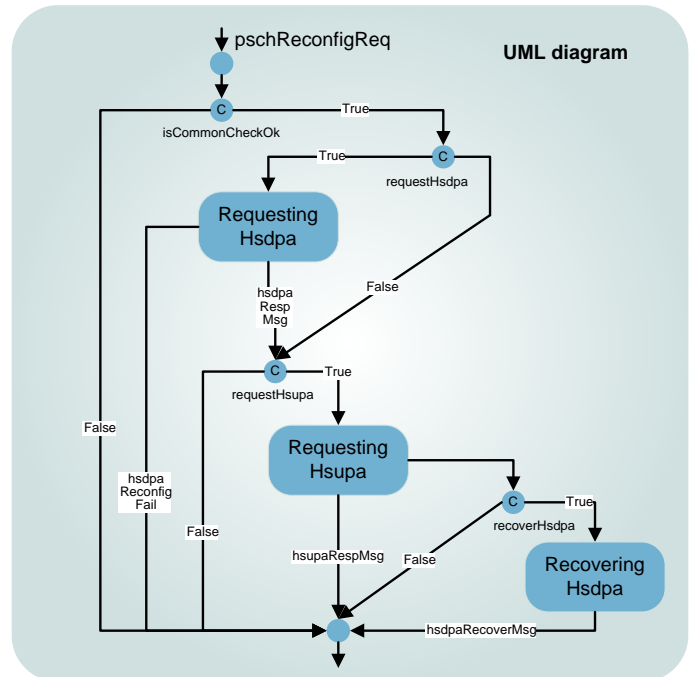 pschReconfigReq
UML diagram
C
True
isCommonCheckOk
True
C
requestHsdpa
Requesting
Hsdpa
hsdpa
Resp
Msg
False
C
True
requestHsupa
False
Requesting
Hsupa
hsdpa
Reconfig
Fail
False
C
True
recoverHsdpa
hsupaRespMsg
False
Recovering
Hsdpa
hsdpaRecoverMsg